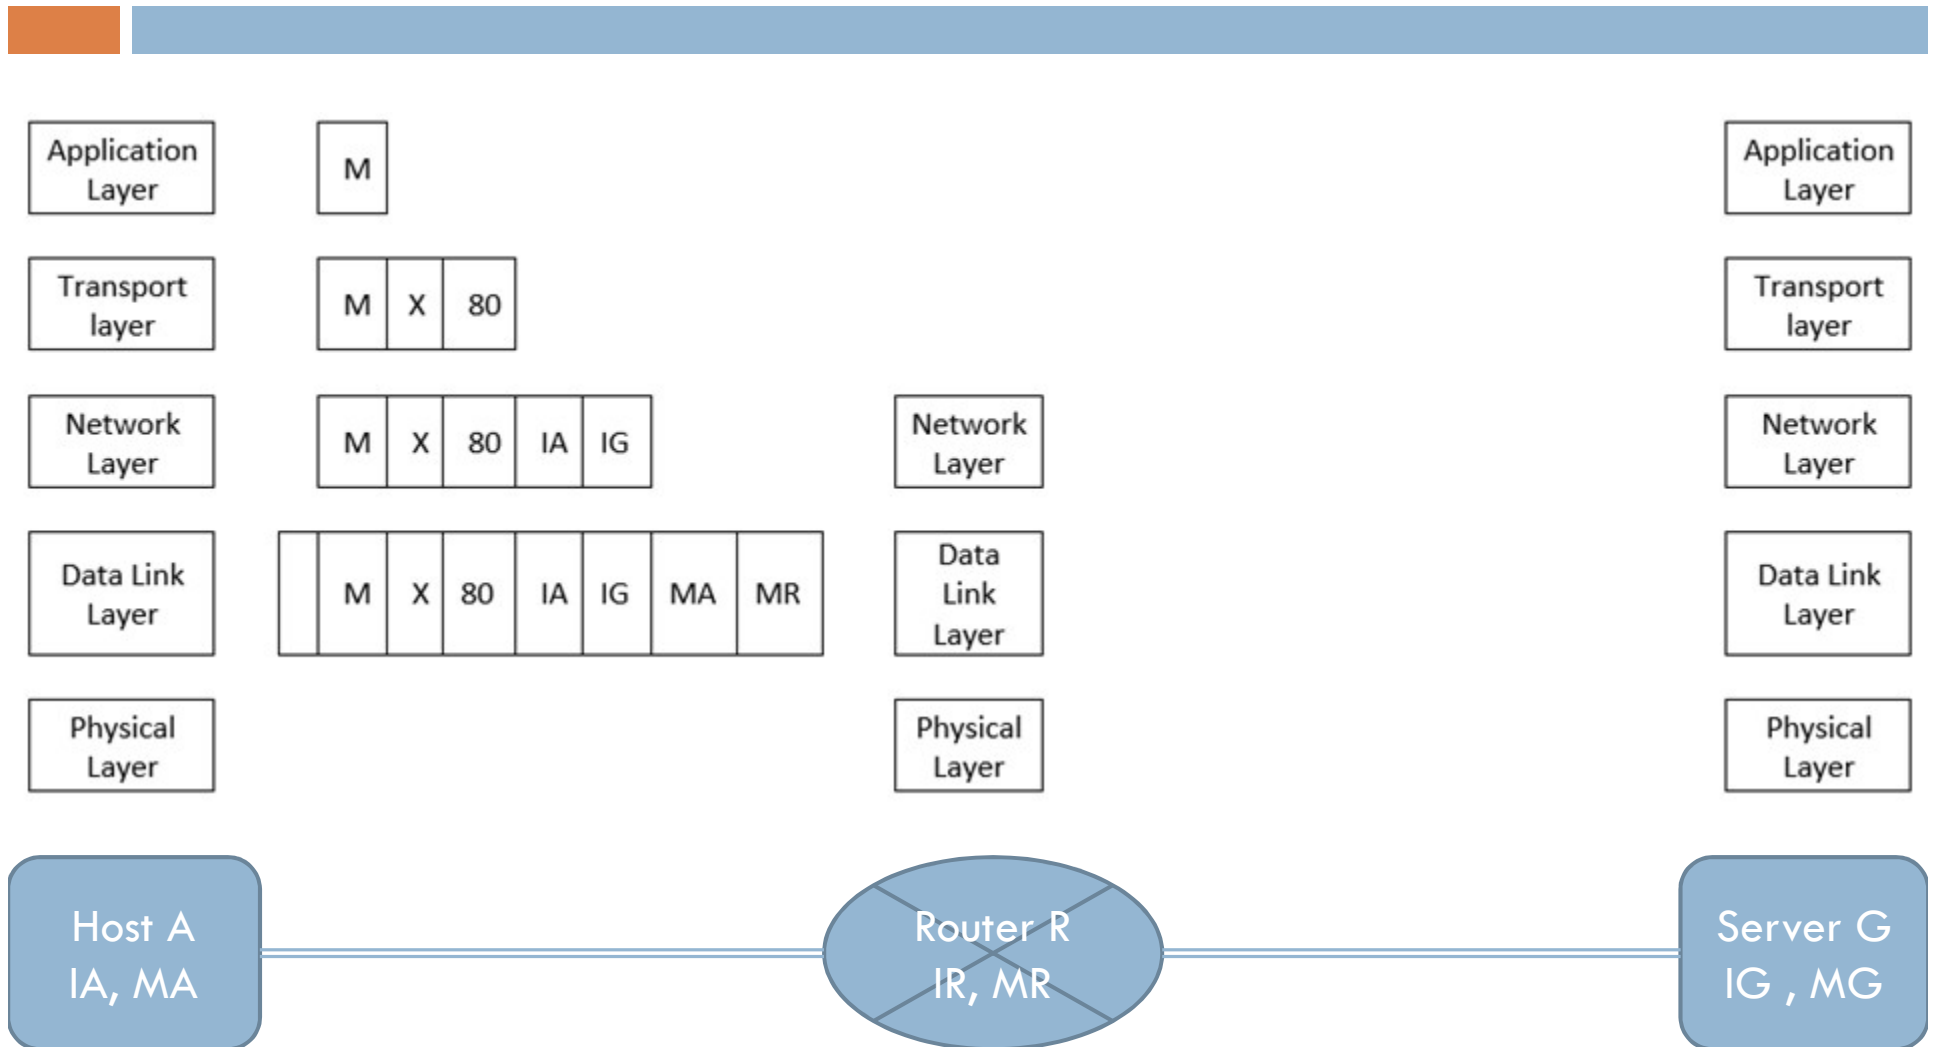 Application
Layer
M
Application
Layer
Transport
layer
M X 80
Transport
layer
Network
Layer
M X 80 IA IG
Network
Layer
Network
Layer
Data Link
Layer
M X 80 IA IG MA MR
Data
Link
Layer
Data Link
Layer
Physical
Layer
Physical
Layer
Physical
Layer
Host A
IA, MA
Router R
IR, MR
Server G
IG , MG